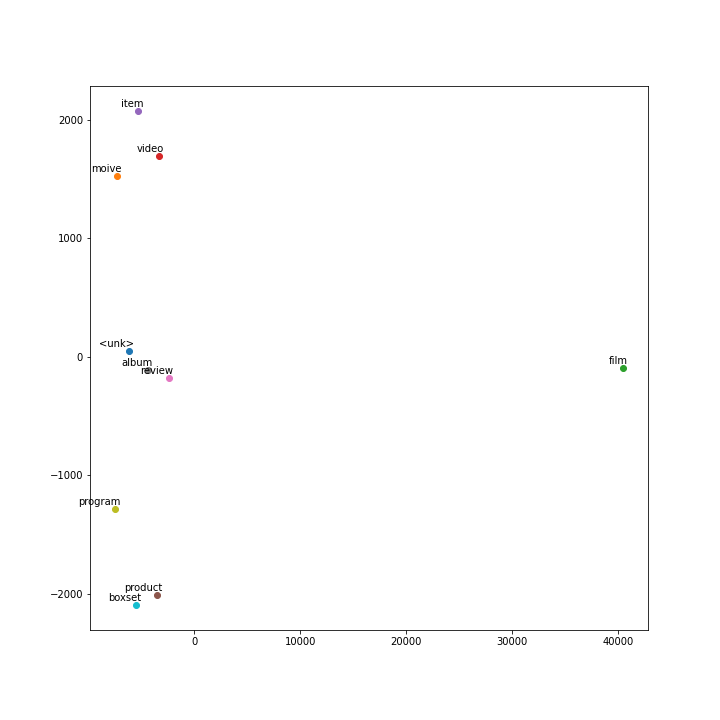 item
2000
video
moive
1000
<unk>
0
film
album
review
−1000
program
product
boxset
−2000
0
10000
20000
30000
40000